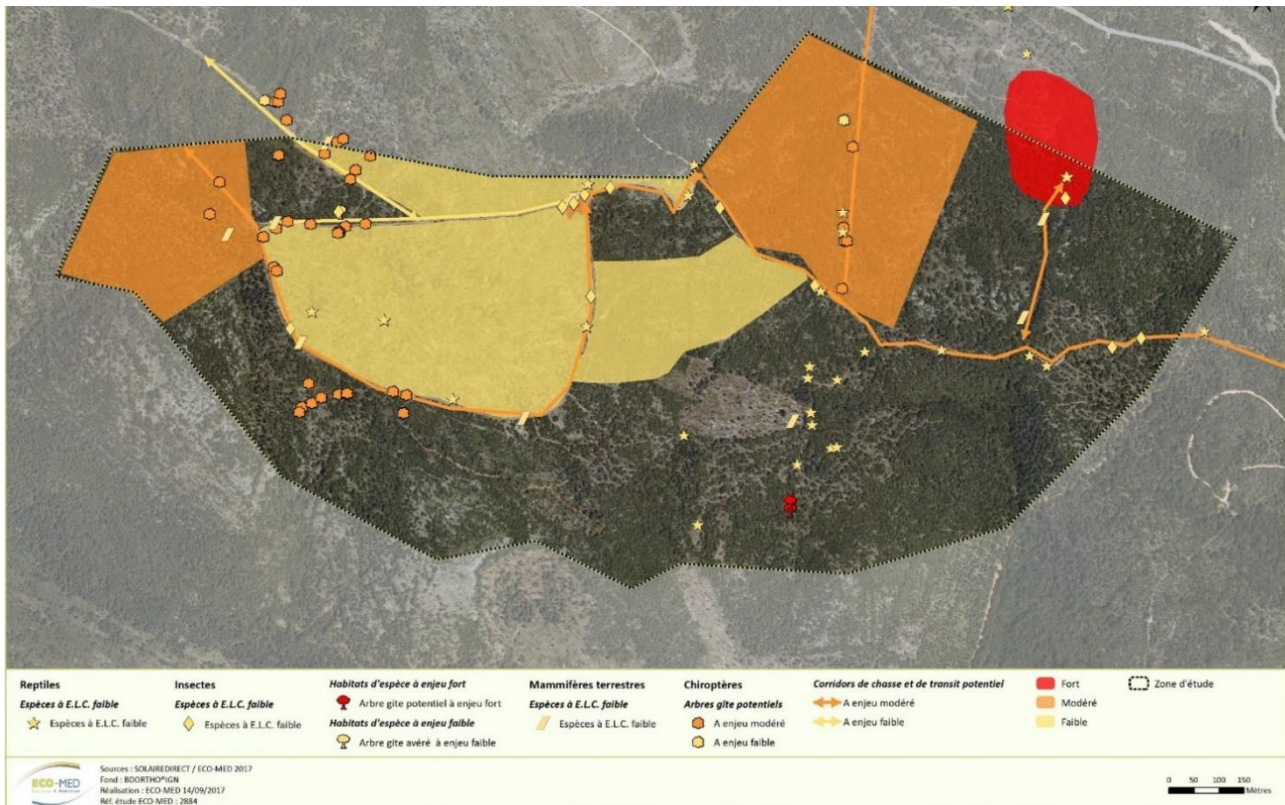 Reptiles
Espèces à E.L.C. faible
Espèces à E.L.C. faible
Insectes
Espèces à E.L.C. faible
Espèces à E.L.C. faible
Habitats d'espèce à enjeu fort
Arbre gîte potentiel à enjeu fort
Habitats d'espèce à enjeu faible
Arbre gîte avéré à enjeu faible
Mammifères terrestres
Espèces à E.L.C. faible
Espèces à E.L.C. faible
Chiroptères
Arbres gîte potentiels
A enjeu modéré
A enjeu faible
Corridors de chasse et de transit potentiel
A enjeu modéré
A enjeu faible
Fort
Modéré
Faible
Zone d'étude
ECO-MED
Sources : SOLAIREDIRECT / ECO-MED 2017
Fond : BDORTHO®IGN
Réalisation : ECO-MED 14/09/2017
Réf. étude ECO-MED : 2884
0 50 100 150
Mètres